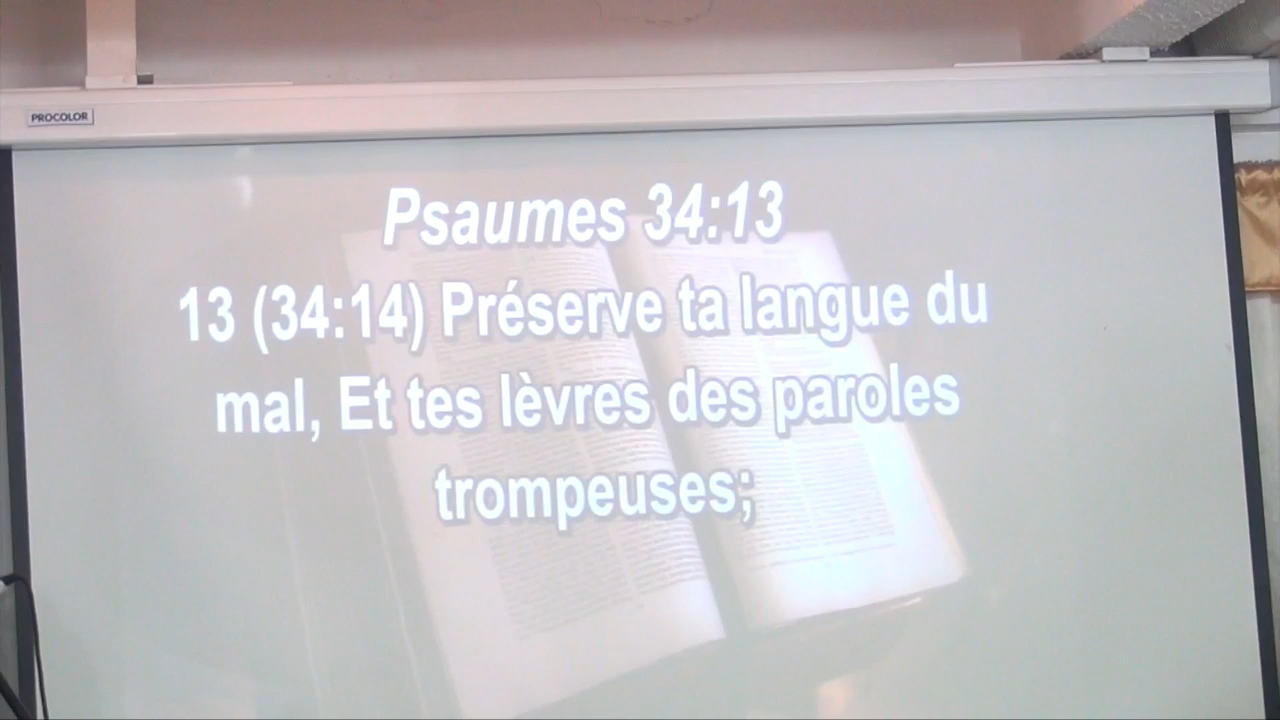 PROCOLOR
Psaumes 34:13
13 (34:14) Préserve ta langue du
mal, Et tes lèvres des paroles
trompeuses;